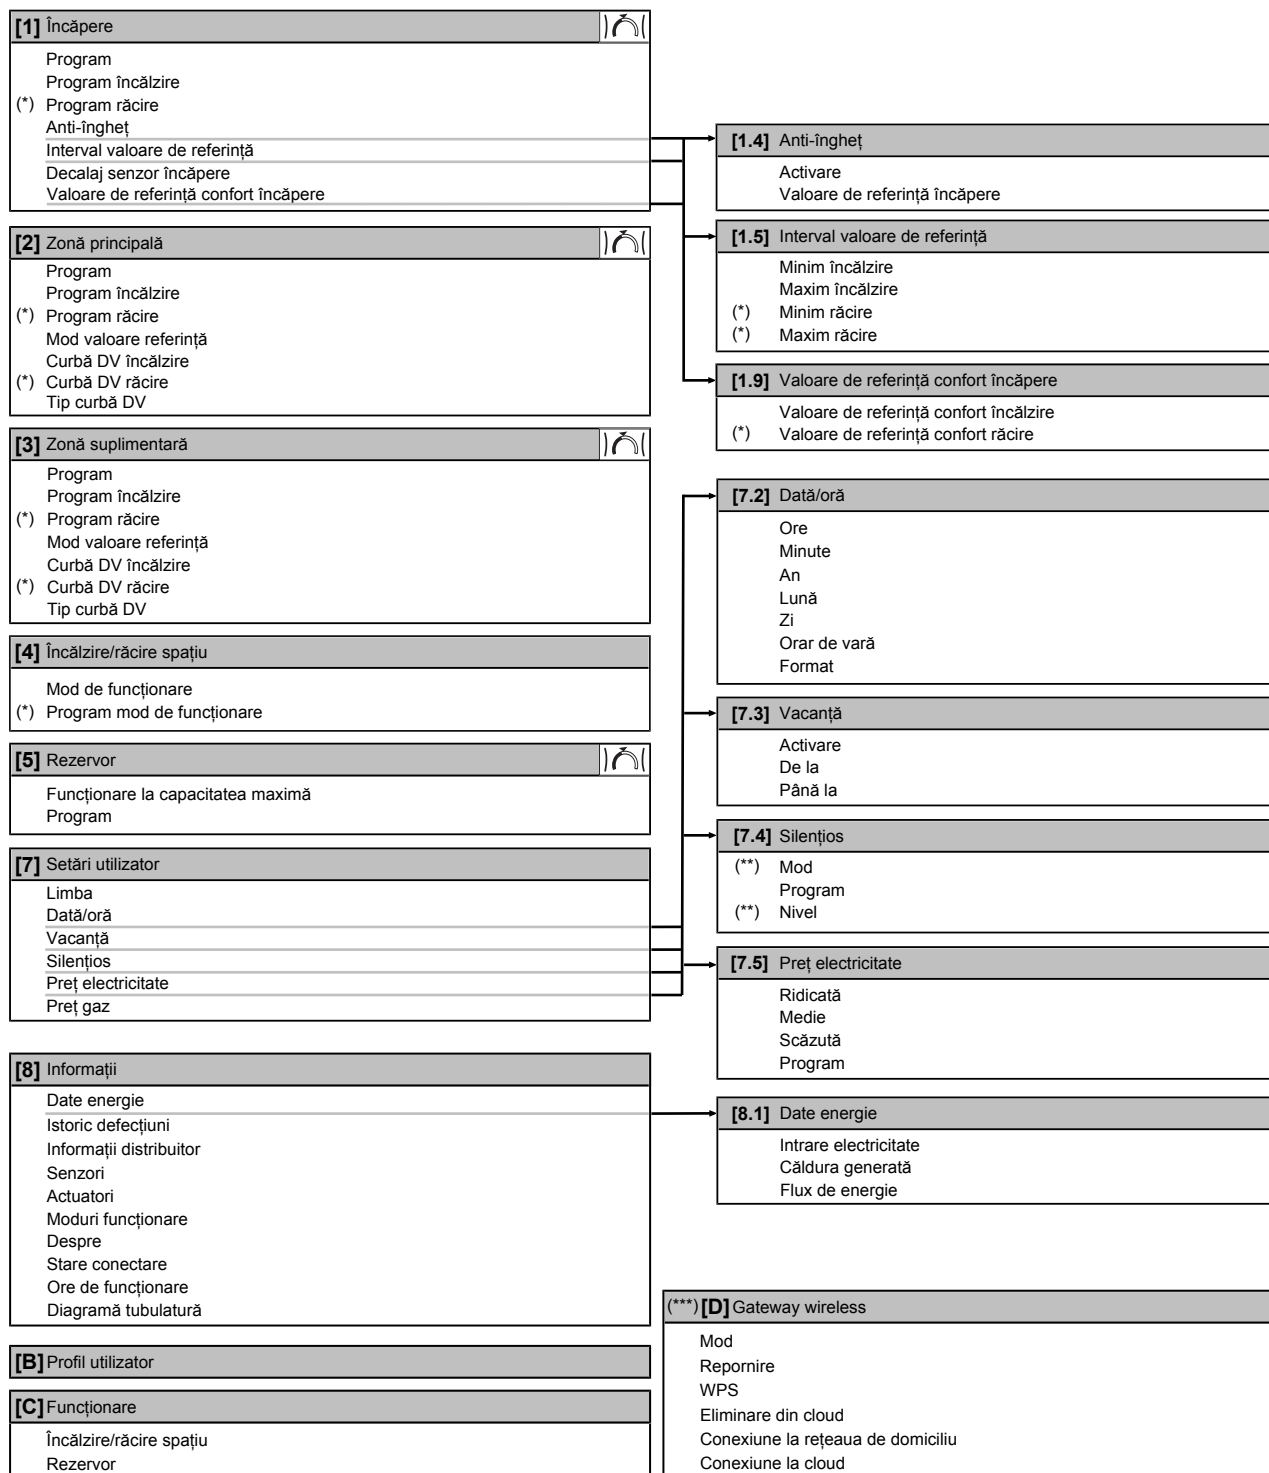 [1] Încăpere
Program
Program încălzire
(*) Program răcire
Anti-îngheț
Interval valoare de referință
Decalaj senzor încăpere
Valoare de referință confort încăpere
[2] Zonă principală
Program
Program încălzire
(*) Program răcire
Mod valoare referință
Curbă DV încălzire
(*) Curbă DV răcire
Tip curbă DV
[3] Zonă suplimentară
Program
Program încălzire
(*) Program răcire
Mod valoare referință
Curbă DV încălzire
(*) Curbă DV răcire
Tip curbă DV
[4] Încălzire/răcire spațiu
Mod de funcționare
(*) Program mod de funcționare
[5] Rezervor
Funcționare la capacitatea maximă
Program
[7] Setări utilizator
Limba
Dată/oră
Vacanță
Silențios
Preț electricitate
Preț gaz
[8] Informații
Date energie
Istoric defecțiuni
Informații distribuitor
Senzori
Actuatori
Moduri funcționare
Despre
Stare conectare
Ore de funcționare
Diagramă tubulatură
[B] Profil utilizator
[C] Funcționare
Încălzire/răcire spațiu
Rezervor
[1.4] Anti-îngheț
Activare
Valoare de referință încăpere
[1.5] Interval valoare de referință
Minim încălzire
Maxim încălzire
(*) Minim răcire
(*) Maxim răcire
[1.9] Valoare de referință confort încăpere
Valoare de referință confort încălzire
(*) Valoare de referință confort răcire
[7.2] Dată/oră
Ore
Minute
An
Lună
Zi
Orar de vară
Format
[7.3] Vacanță
Activare
De la
Până la
[7.4] Silențios
(**) Mod
Program
(**) Nivel
[7.5] Preț electricitate
Ridicată
Medie
Scăzută
Program
[8.1] Date energie
Intrare electricitate
Căldura generată
Flux de energie
(***) [D] Gateway wireless
Mod
Repornire
WPS
Eliminare din cloud
Conexiune la rețeaua de domiciliu
Conexiune la cloud